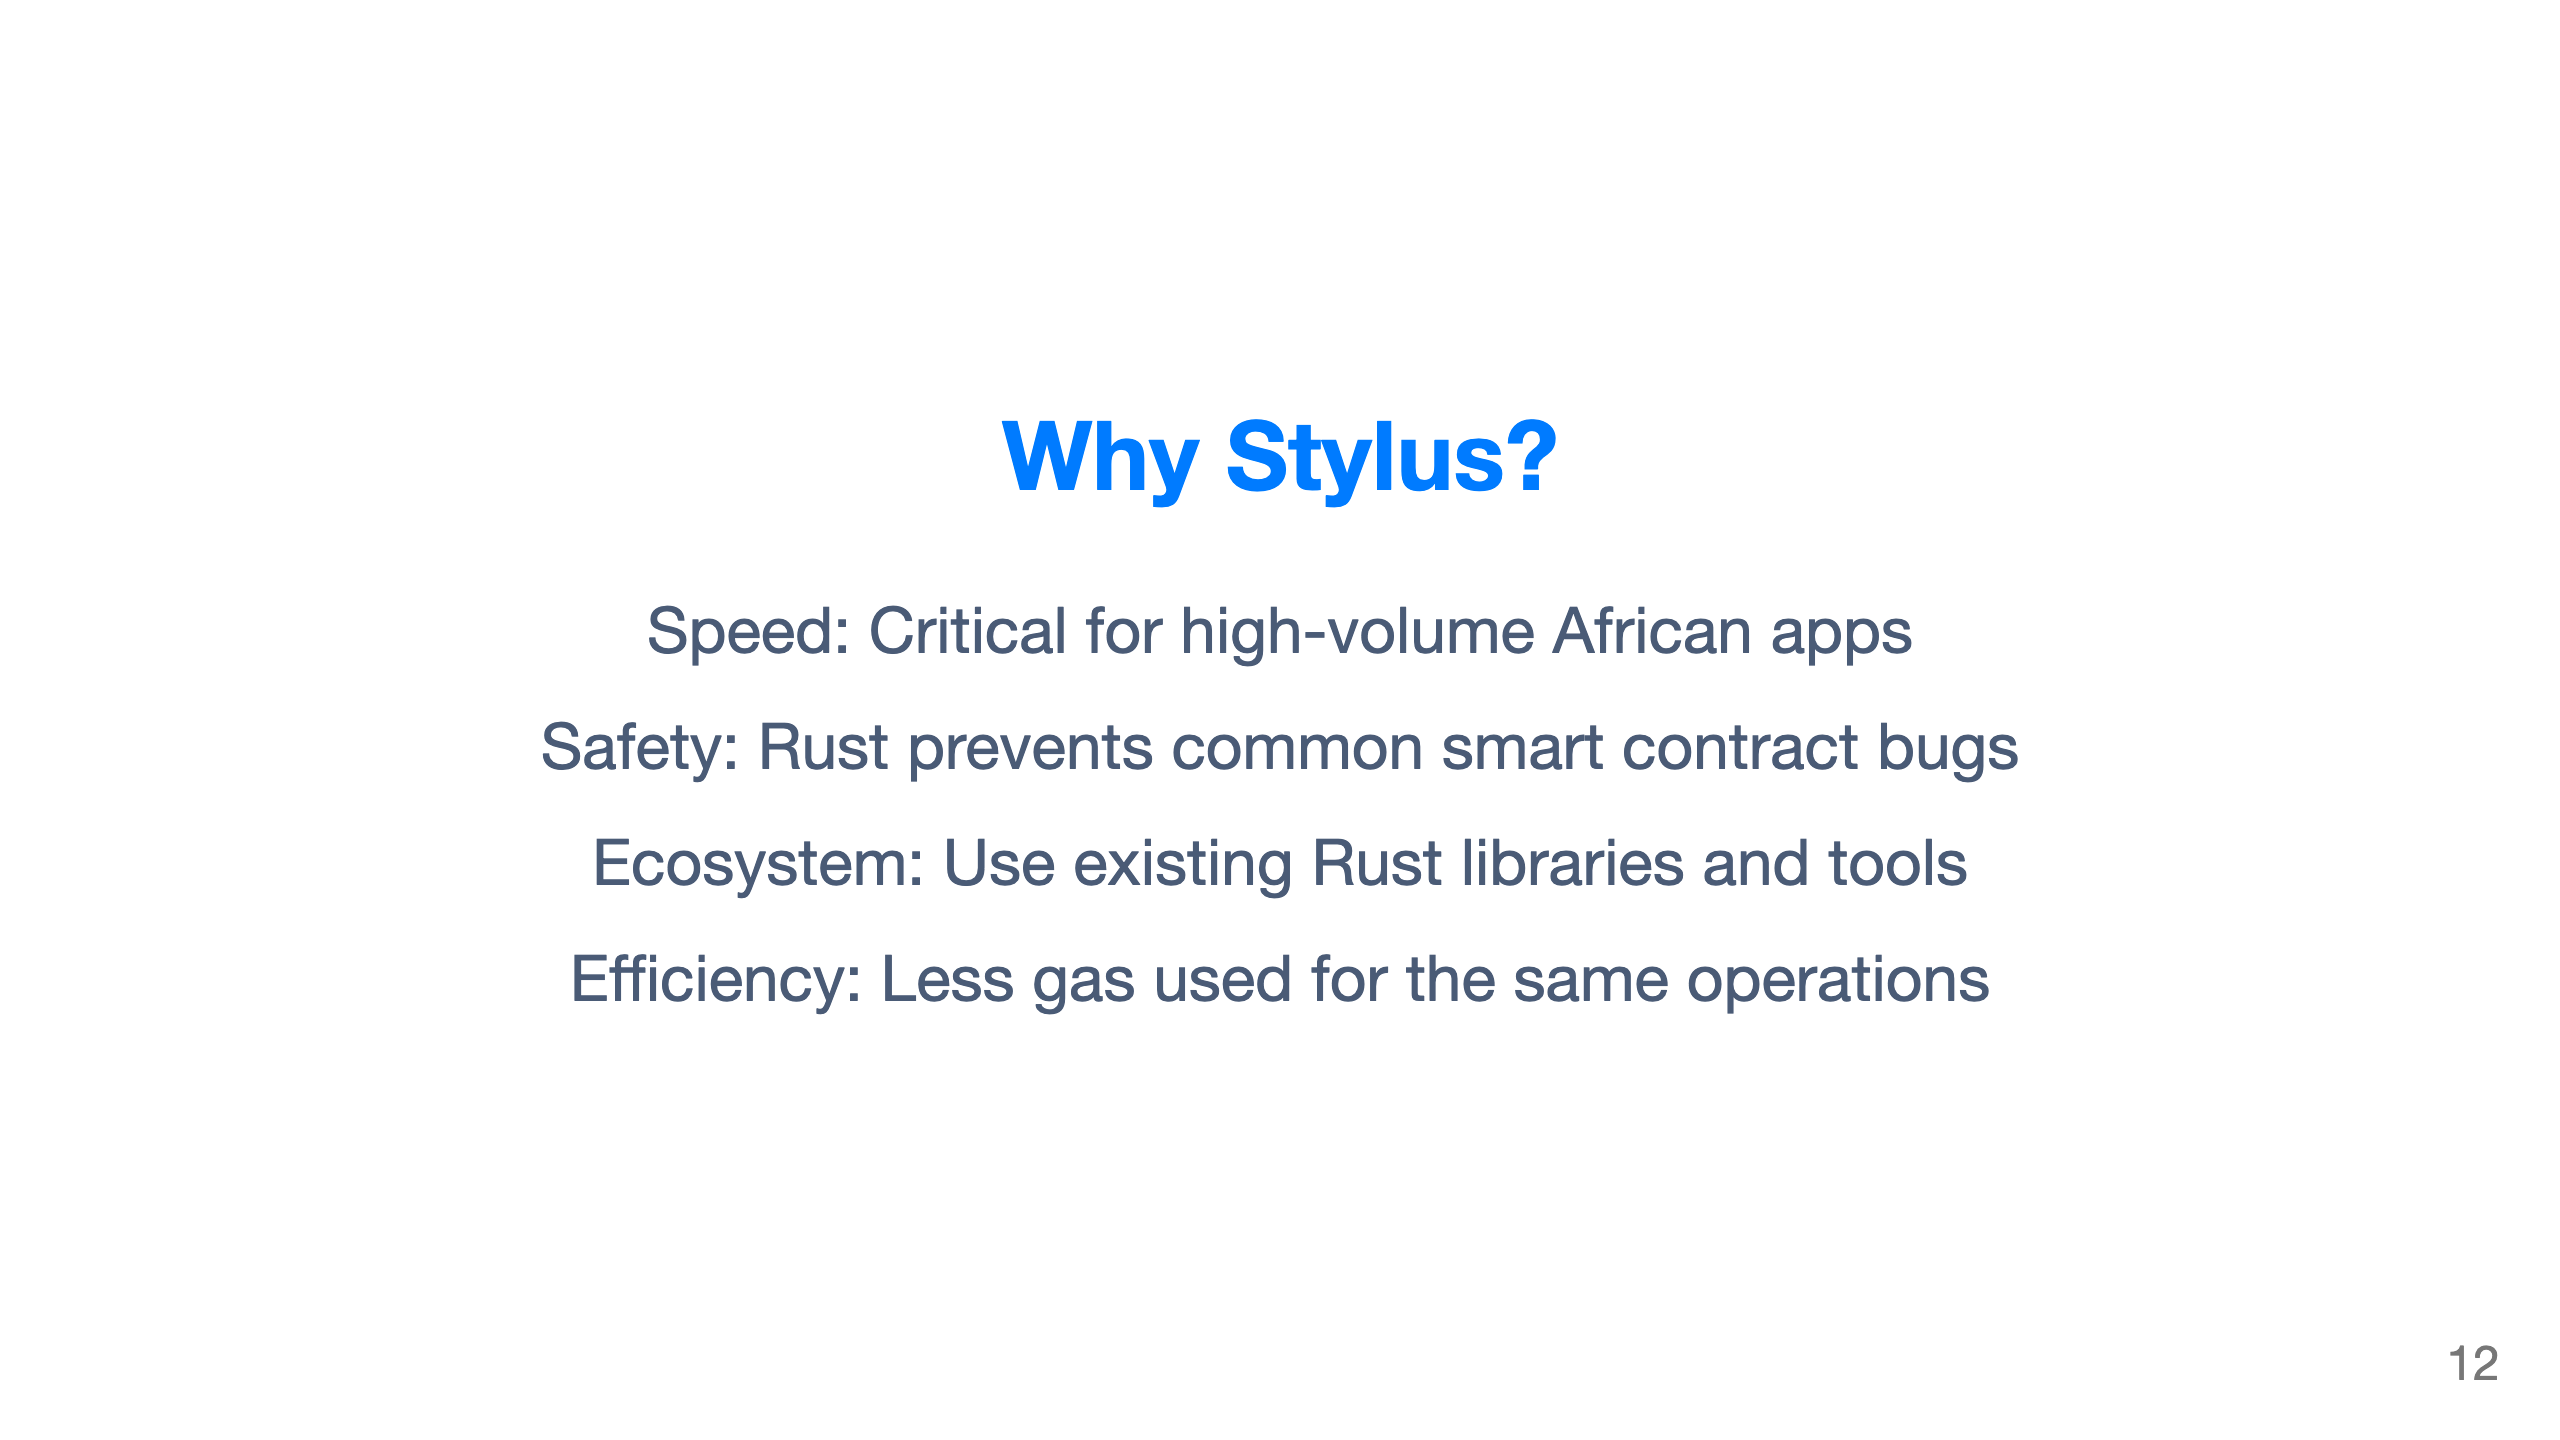 Why Stylus?
Speed: Critical for high-volume African apps
Safety: Rust prevents common smart contract bugs
Ecosystem: Use existing Rust libraries and tools
Efficiency: Less gas used for the same operations
12